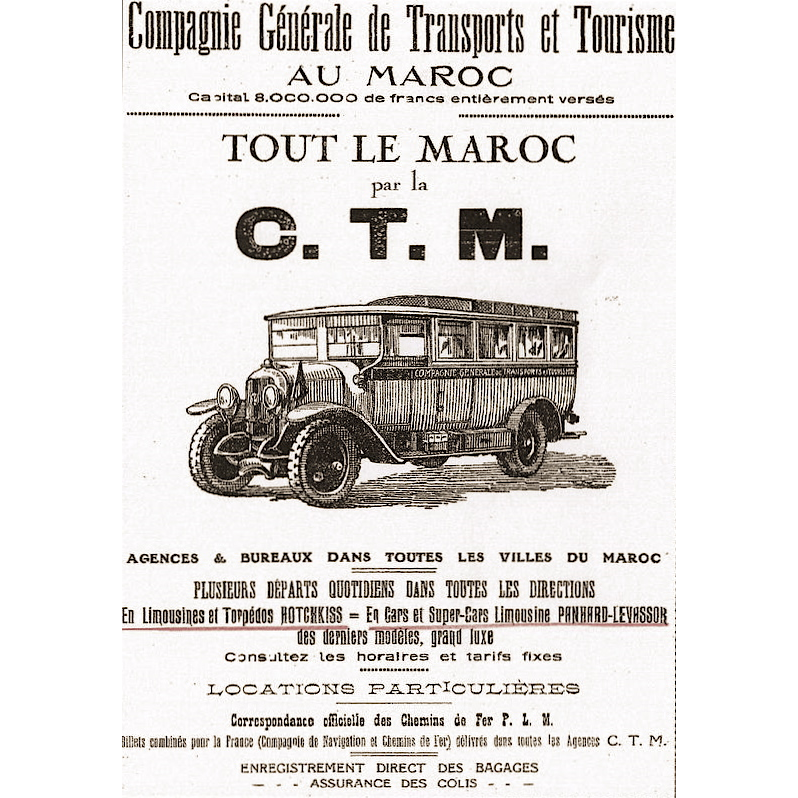 Compagnie Générale de Transports et Tourisme
AU MAROC
Capital 8.000.000 de francs entièrement versés
TOUT LE MAROC
par la
C. T. M.
COMPAGNIE GÉNÉRALE DE TRANSPORTS & TOURISME
AGENCES & BUREAUX DANS TOUTES LES VILLES DU MAROC
PLUSIEURS DÉPARTS QUOTIDIENS DANS TOUTES LES DIRECTIONS
En Limousines et Torpédos HOTCHKISS = En Cars et Super-Cars Limousine PANHARD-LEVASSOR
des derniers modèles, grand luxe
Consultez les horaires et tarifs fixes
LOCATIONS PARTICULIÈRES
Correspondance officielle des Chemins de Fer P. L. M.
Billets combinés pour la France (Compagnie de Navigation et Chemins de Fer) délivrés dans toutes les Agences C. T. M.
ENREGISTREMENT DIRECT DES BAGAGES
- - - ASSURANCE DES COLIS - - -